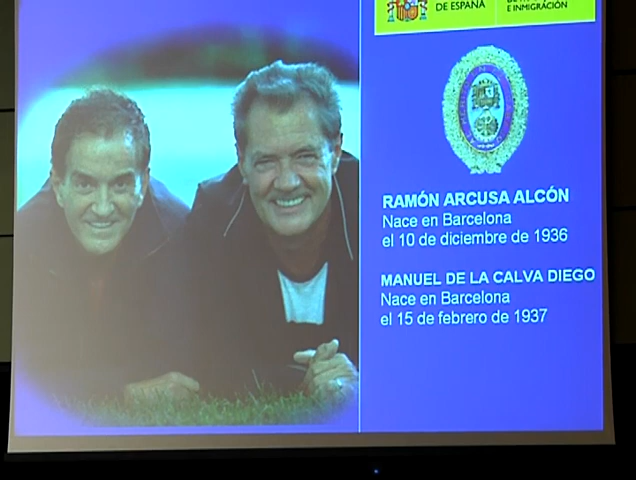 DE ESPAÑA
E INMIGRACIÓN
RAMÓN ARCUSA ALCÓN
Nace en Barcelona
el 10 de diciembre de 1936
MANUEL DE LA CALVA DIEGO
Nace en Barcelona
el 15 de febrero de 1937